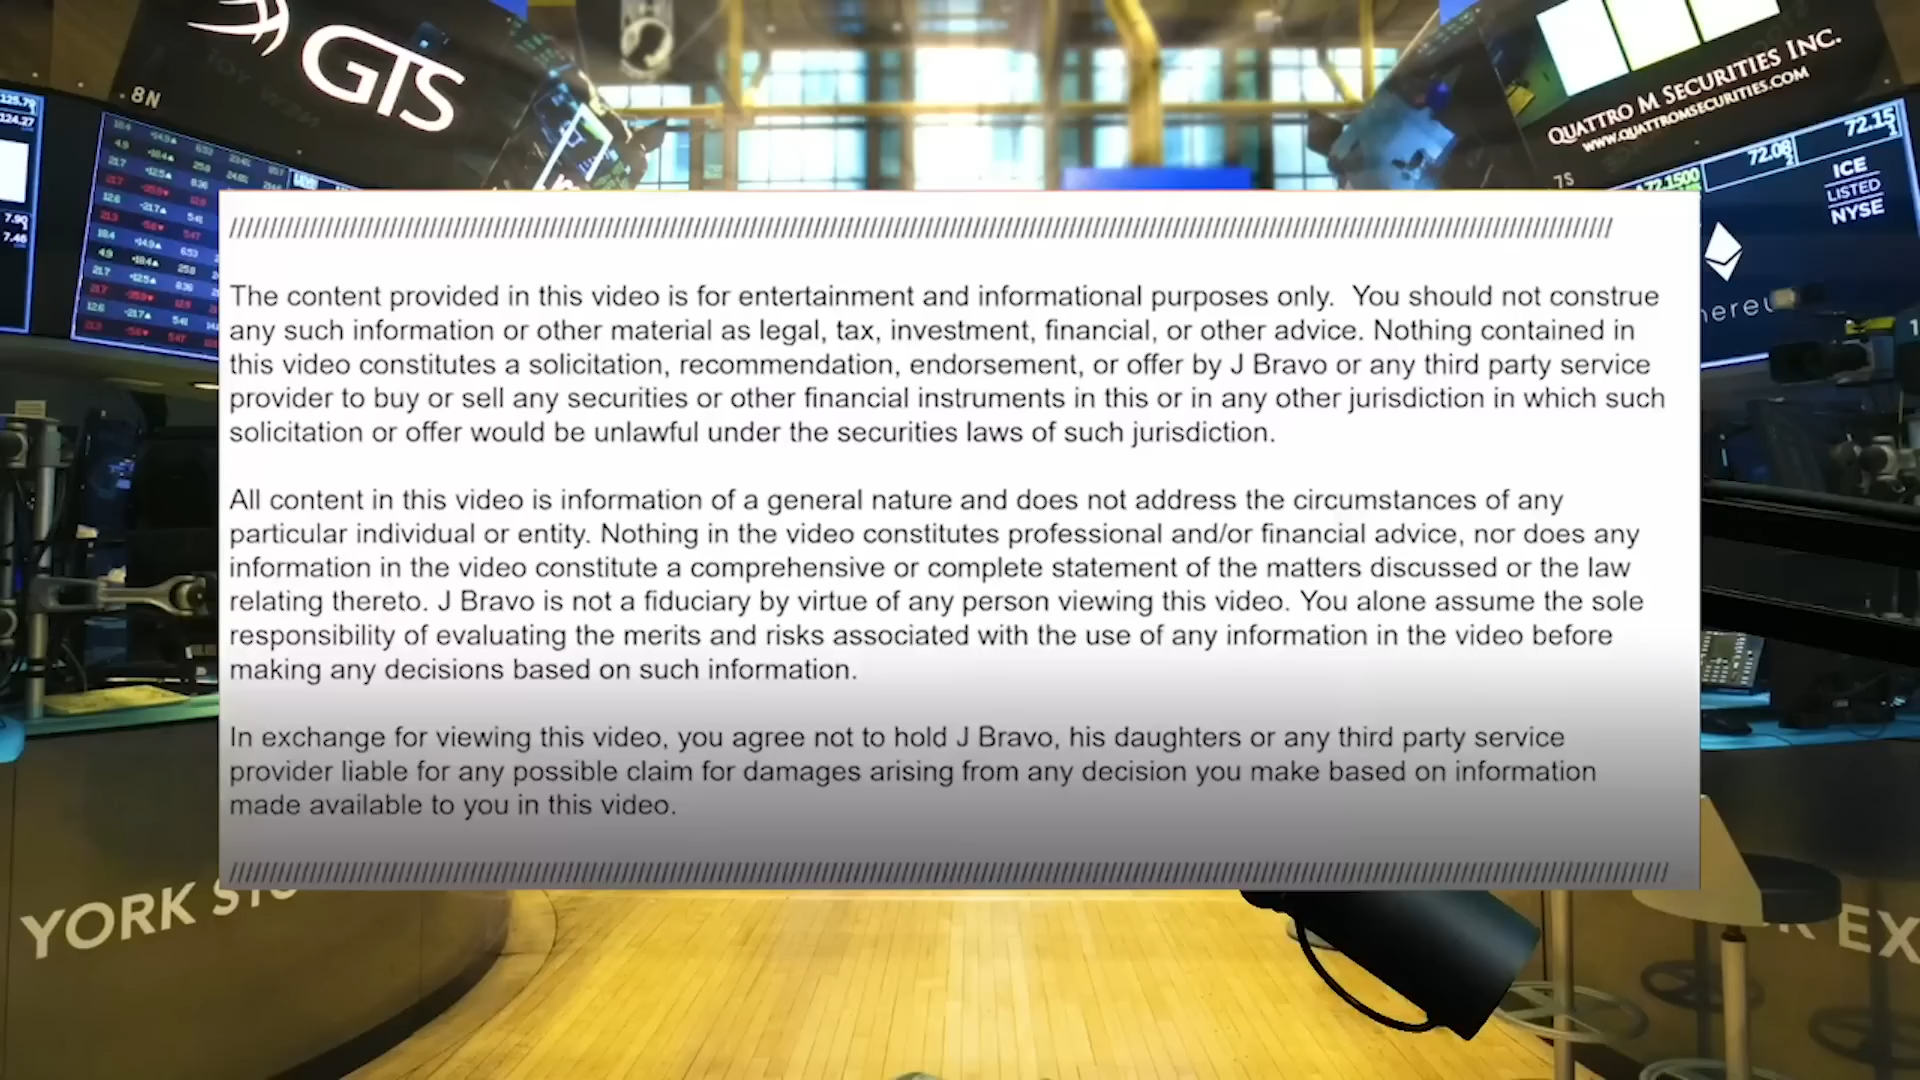 GTS
8N
125.79
124.27
7.90
7.46
QUATTRO M SECURITIES INC.
WWW.QUATTROMSECURITIES.COM
7S
72.1500
72.08
72.15
ICE
LISTED
NYSE
//////////////////////////////////////////////////////////////////////////////////////////////////////////////////////////////////////////////////////////////////////////////////////
The content provided in this video is for entertainment and informational purposes only.  You should not construe
any such information or other material as legal, tax, investment, financial, or other advice. Nothing contained in
this video constitutes a solicitation, recommendation, endorsement, or offer by J Bravo or any third party service
provider to buy or sell any securities or other financial instruments in this or in any other jurisdiction in which such
solicitation or offer would be unlawful under the securities laws of such jurisdiction.
All content in this video is information of a general nature and does not address the circumstances of any
particular individual or entity. Nothing in the video constitutes professional and/or financial advice, nor does any
information in the video constitute a comprehensive or complete statement of the matters discussed or the law
relating thereto. J Bravo is not a fiduciary by virtue of any person viewing this video. You alone assume the sole
responsibility of evaluating the merits and risks associated with the use of any information in the video before
making any decisions based on such information.
In exchange for viewing this video, you agree not to hold J Bravo, his daughters or any third party service
provider liable for any possible claim for damages arising from any decision you make based on information
made available to you in this video.
//////////////////////////////////////////////////////////////////////////////////////////////////////////////////////////////////////////////////////////////////////////////////////////////
YORK
EX